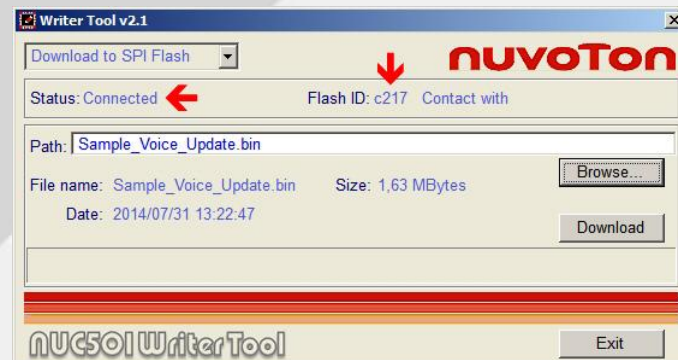 Writer Tool v2.1
Download to SPI Flash
nuvoTon
Status: Connected
Flash ID: c217 Contact with
Path: Sample_Voice_Update.bin
Browse...
File name: Sample_Voice_Update.bin Size: 1,63 MBytes
Date: 2014/07/31 13:22:47
Download
NUC501 Writer Tool
Exit